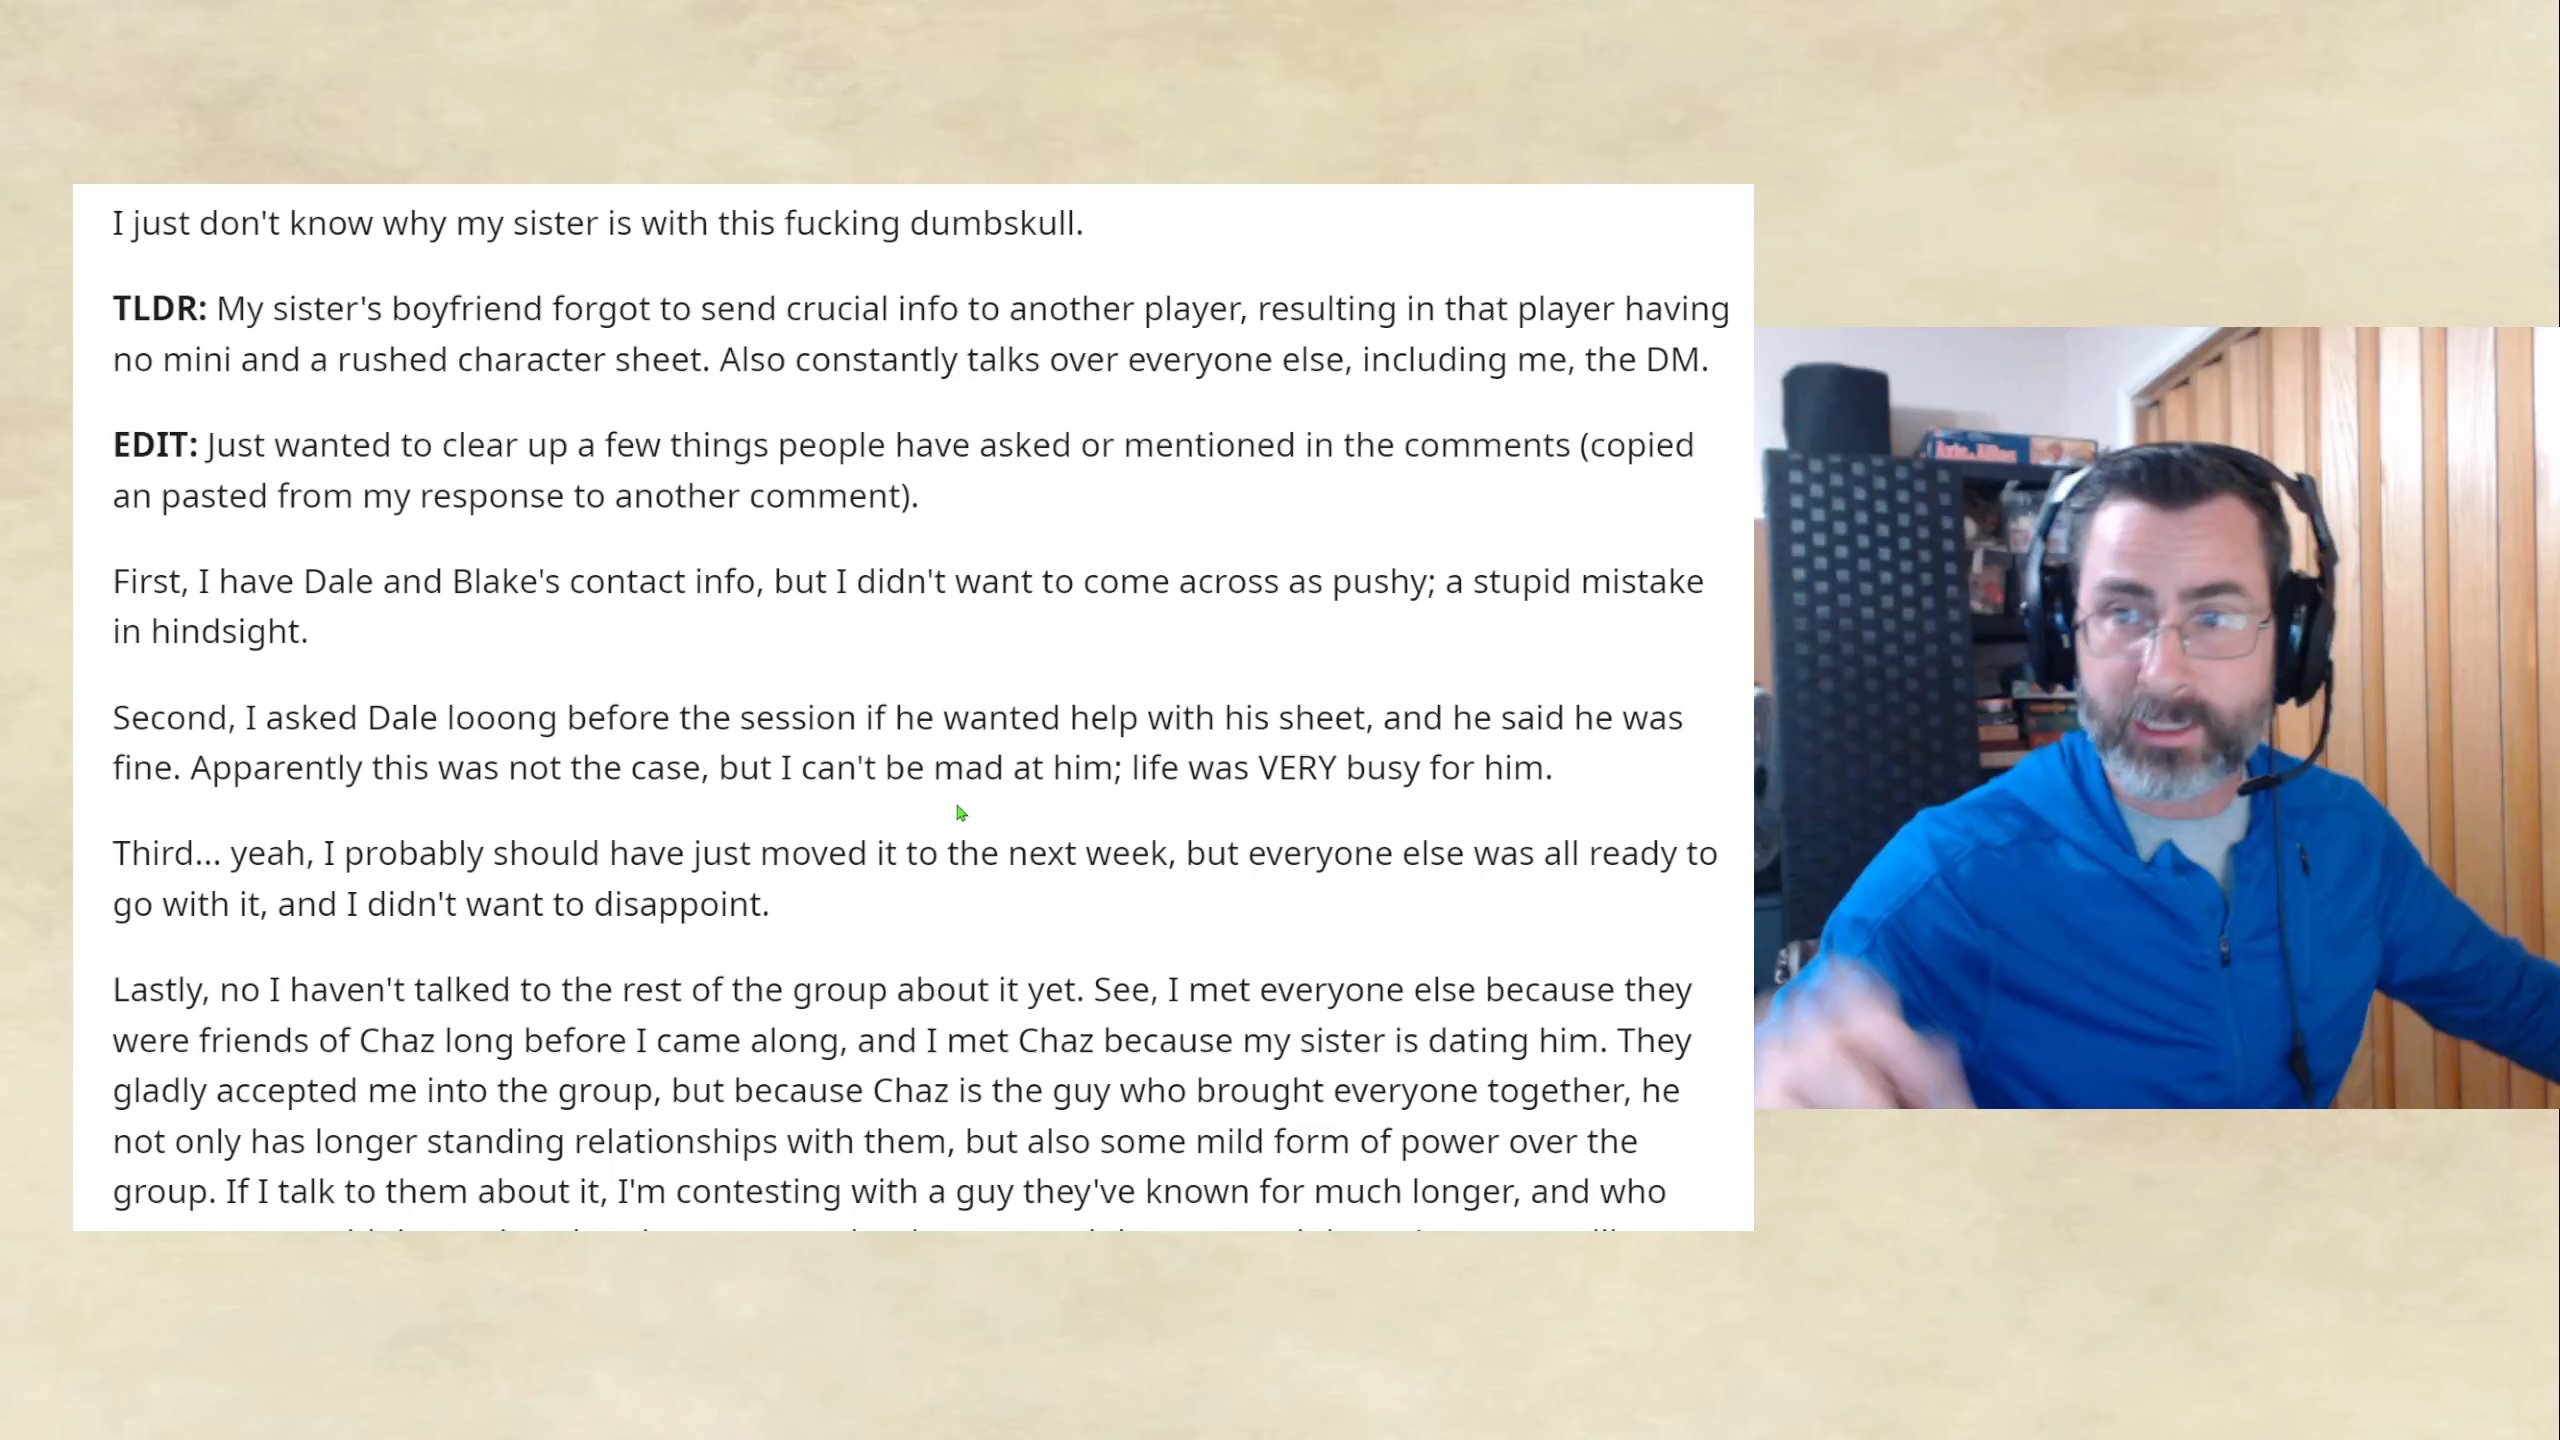 I just don't know why my sister is with this fucking dumbskull.
TLDR: My sister's boyfriend forgot to send crucial info to another player, resulting in that player having
no mini and a rushed character sheet. Also constantly talks over everyone else, including me, the DM.
EDIT: Just wanted to clear up a few things people have asked or mentioned in the comments (copied
an pasted from my response to another comment).
First, I have Dale and Blake's contact info, but I didn't want to come across as pushy; a stupid mistake
in hindsight.
Second, I asked Dale looong before the session if he wanted help with his sheet, and he said he was
fine. Apparently this was not the case, but I can't be mad at him; life was VERY busy for him.
Third... yeah, I probably should have just moved it to the next week, but everyone else was all ready to
go with it, and I didn't want to disappoint.
Lastly, no I haven't talked to the rest of the group about it yet. See, I met everyone else because they
were friends of Chaz long before I came along, and I met Chaz because my sister is dating him. They
gladly accepted me into the group, but because Chaz is the guy who brought everyone together, he
not only has longer standing relationships with them, but also some mild form of power over the
group. If I talk to them about it, I'm contesting with a guy they've known for much longer, and who